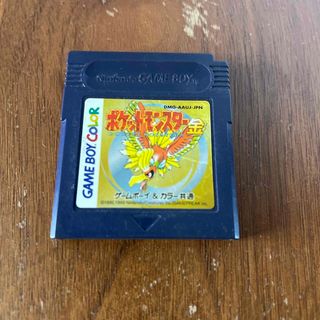 Nintendo GAME BOY
DMG-AAUJ-JPN
ポケットモンスター金
GAME BOY COLOR
ゲームボーイ & カラー共通